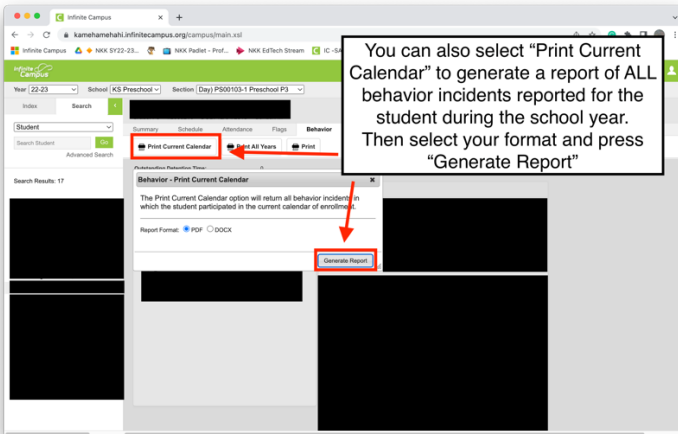 Infinite Campus
kamehamehahi.infinitecampus.org/campus/main.xsl
Infinite Campus
NKK SY22-23...
NKK Padlet - Prof...
NKK EdTech Stream
You can also select “Print Current
Calendar” to generate a report of ALL
behavior incidents reported for the
student during the school year.
Then select your format and press
“Generate Report”
Infinite
Campus
Year 22-23 School KS Preschool Section Day) PS00103-1 Preschool P3
Index Search
Student
Search Student Go
Advanced Search
Search Results: 17
Summary Schedule Attendance Flags Behavior
Print Current Calendar Print All Years Print
Outstanding Detention Time:
Behavior - Print Current Calendar
The Print Current Calendar option will return all behavior incidents in
which the student participated in the current calendar of enrollment.
Report Format: PDF DOCX
Generate Report